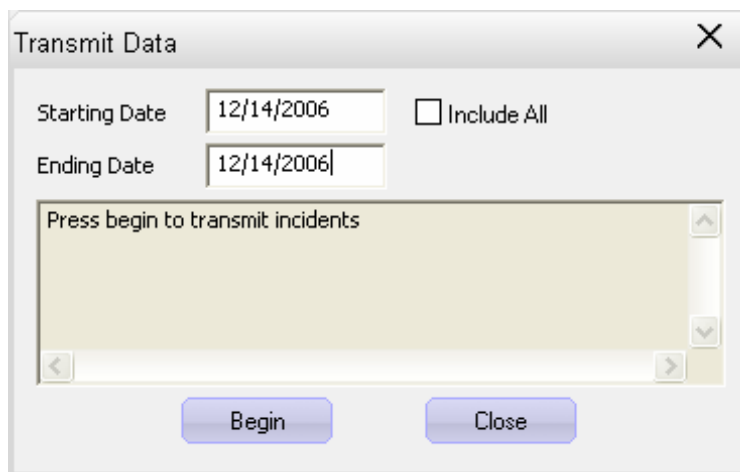 Transmit Data
Starting Date 12/14/2006 Include All
Ending Date 12/14/2006
Press begin to transmit incidents
Begin Close